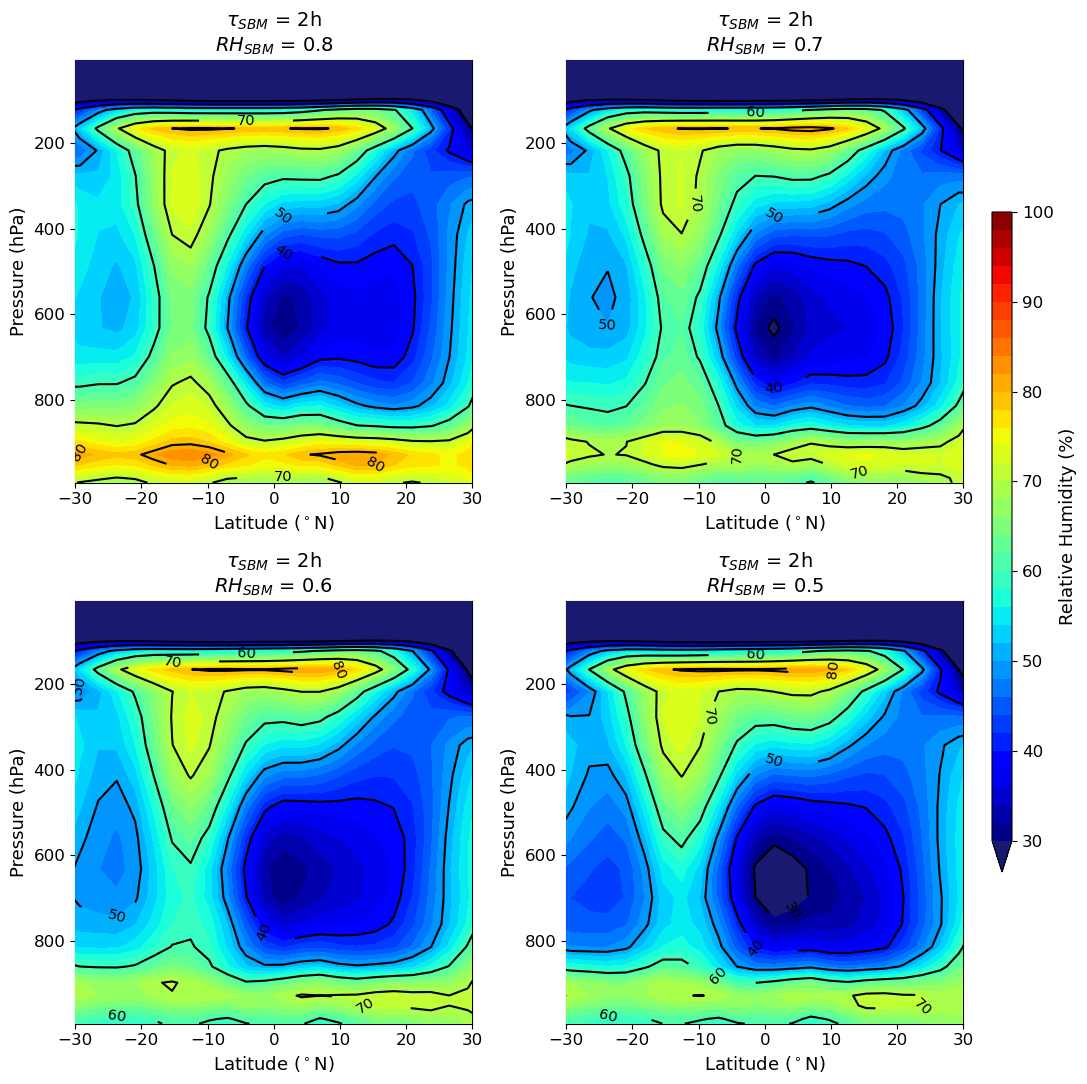 τSBM = 2h
RHSBM = 0.8
Pressure (hPa)
200
400
600
800
70
50
40
80
80
80
70
−30 −20 −10 0 10 20 30
Latitude (°N)
τSBM = 2h
RHSBM = 0.7
Pressure (hPa)
200
400
600
800
60
70
50
50
40
70
70
−30 −20 −10 0 10 20 30
Latitude (°N)
τSBM = 2h
RHSBM = 0.6
Pressure (hPa)
200
400
600
800
70
60
80
50
50
40
70
60
−30 −20 −10 0 10 20 30
Latitude (°N)
τSBM = 2h
RHSBM = 0.5
Pressure (hPa)
200
400
600
800
60
80
70
50
30
40
60
70
60
−30 −20 −10 0 10 20 30
Latitude (°N)
100
90
80
70
60
50
40
30
Relative Humidity (%)